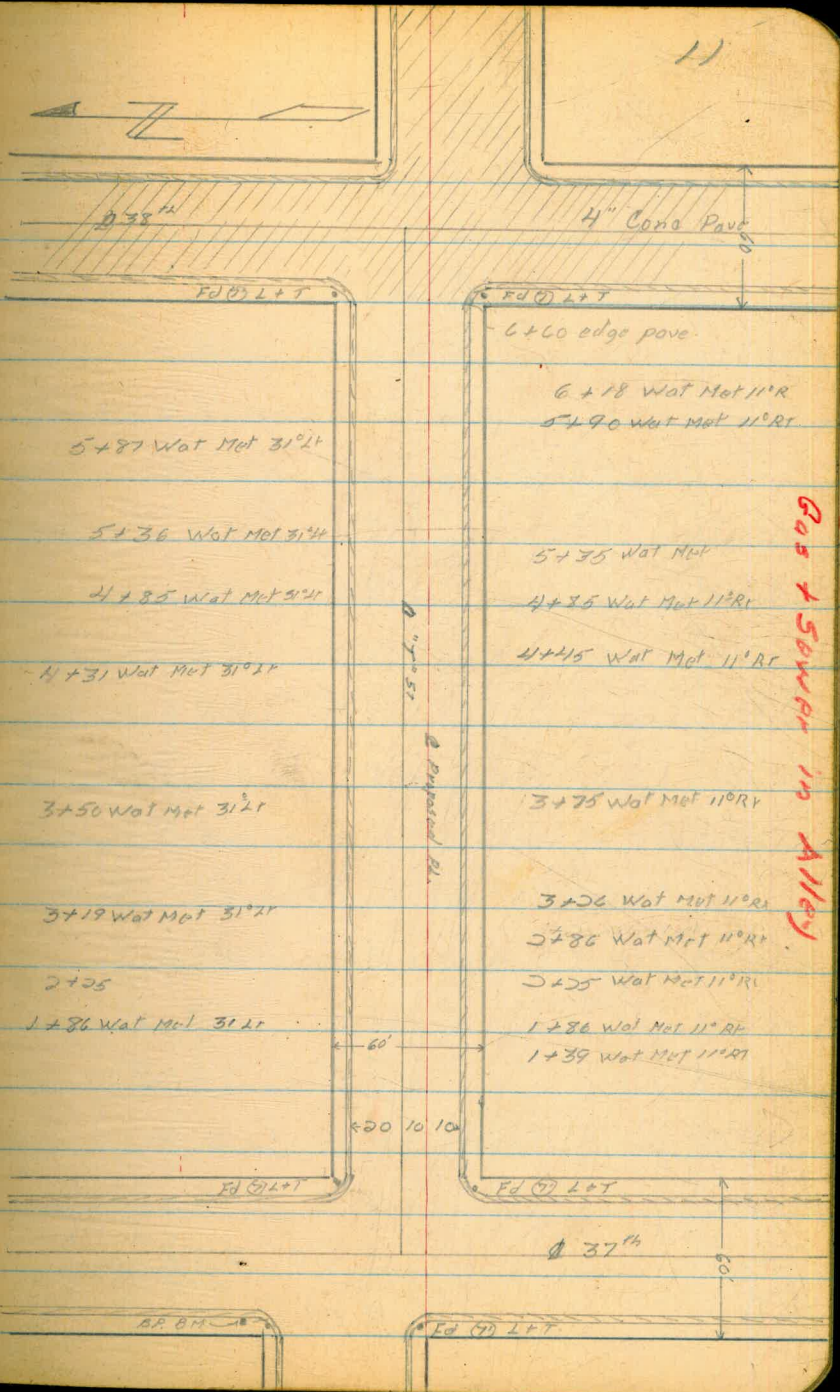 11
38th
4" Conc Pave
60
Fd L+T
Fd L+T
6+60 edge pave
6+18 Wat Met 11° R
5+90 Wat Met 11° Rt
5+87 Wat Met 31° Lt
5+36 Wat Met 31° Lt
5+35 Wat Met
4+85 Wat Met 31° Lt
4+85 Wat Met 11° Rt
4+45 Wat Met 11° Rt
4+31 Wat Met 31° Lt
"T" St
Proposed PL.
Gas + Sewer in Alley
3+50 Wat Met 31° Lt
3+75 Wat Met 11° Rt
3+26 Wat Met 11° Rt
3+19 Wat Met 31° Lt
2+86 Wat Met 11° Rt
2+25
2+25 Wat Met 11° Rt
1+86 Wat Met 31 Lt
1+86 Wat Met 11° Rt
1+39 Wat Met 11° Rt
60'
20 10 10
Fd L+T
Fd L+T
37th
60'
BP. BM
Fd L+T